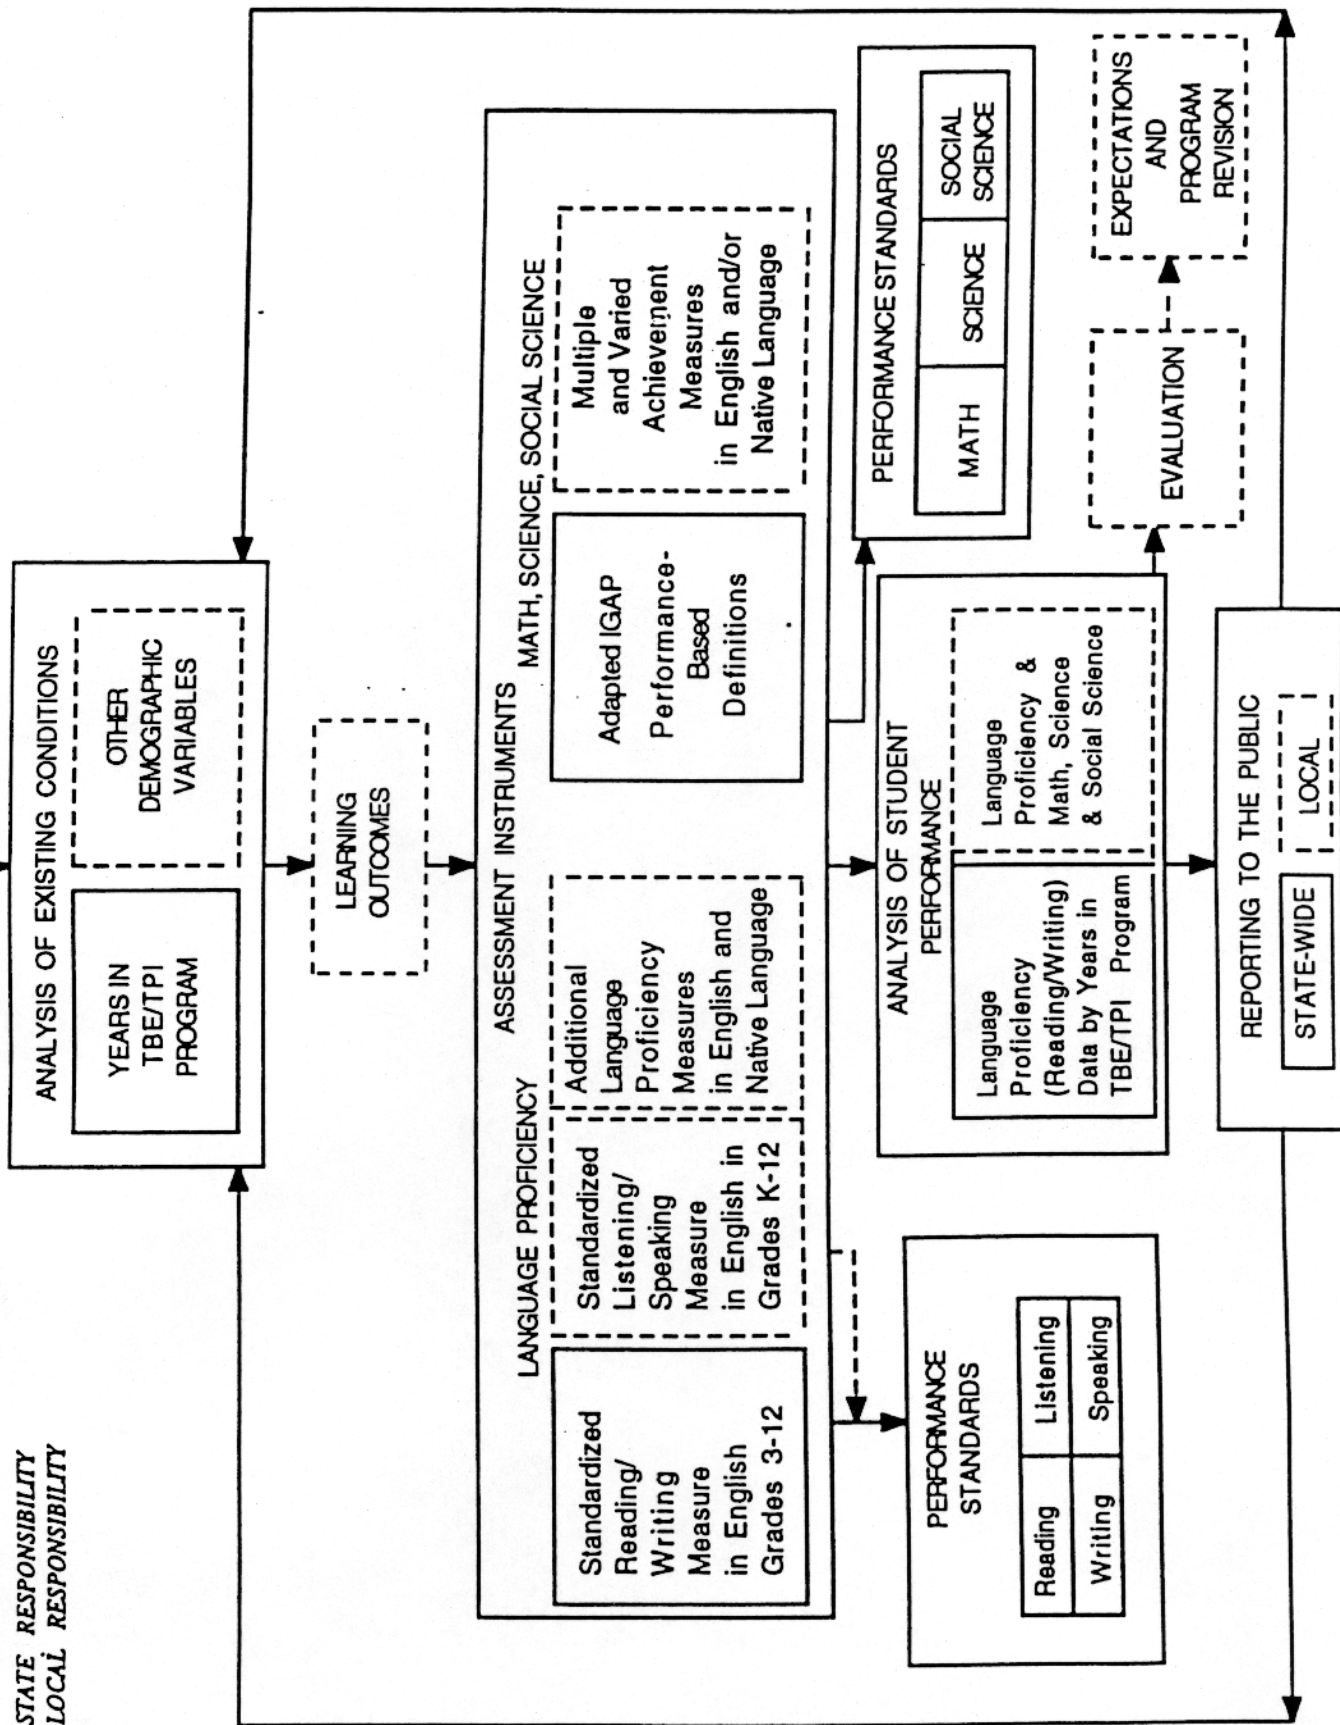 STATE RESPONSIBILITY
LOCAL RESPONSIBILITY
ANALYSIS OF EXISTING CONDITIONS
YEARS IN
TBE/TPI
PROGRAM
OTHER
DEMOGRAPHIC
VARIABLES
LEARNING
OUTCOMES
ASSESSMENT INSTRUMENTS
LANGUAGE PROFICIENCY
MATH, SCIENCE, SOCIAL SCIENCE
Standardized
Reading/
Writing
Measure
in English
Grades 3-12
Standardized
Listening/
Speaking
Measure
in English in
Grades K-12
Additional
Language
Proficiency
Measures
in English and
Native Language
Adapted IGAP
Performance-
Based
Definitions
Multiple
and Varied
Achievement
Measures
in English and/or
Native Language
PERFORMANCE
STANDARDS
Reading
Listening
Writing
Speaking
ANALYSIS OF STUDENT
PERFORMANCE
Language
Proficiency
(Reading/Writing)
Data by Years in
TBE/TPI Program
Language
Proficiency &
Math, Science
& Social Science
PERFORMANCE STANDARDS
MATH
SCIENCE
SOCIAL
SCIENCE
EVALUATION
EXPECTATIONS
AND
PROGRAM
REVISION
REPORTING TO THE PUBLIC
STATE-WIDE
LOCAL